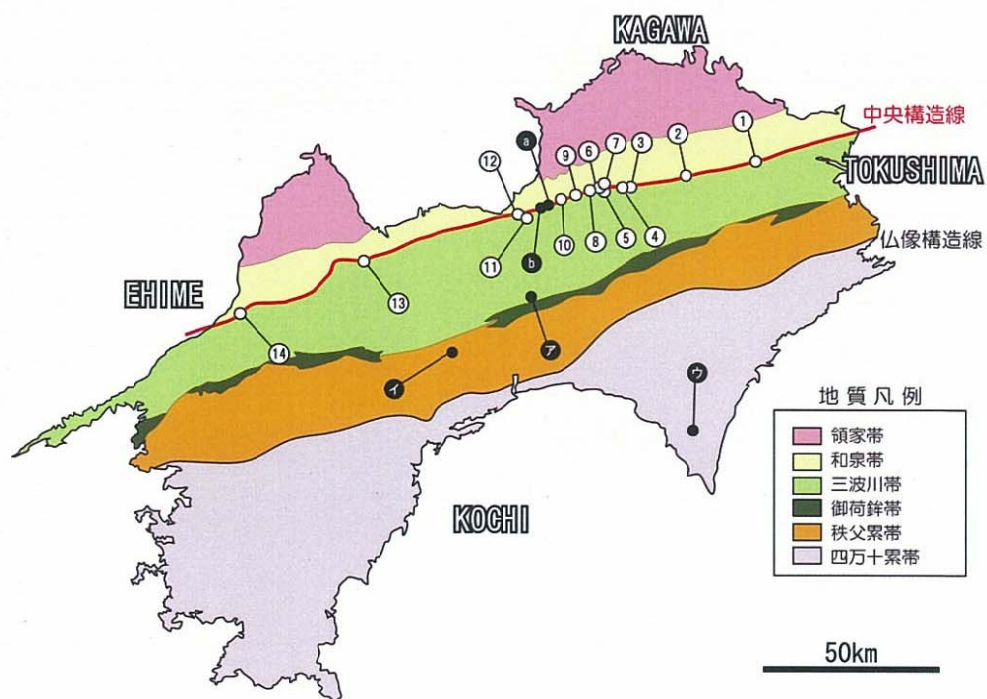 KAGAWA
中央構造線
TOKUSHIMA
仏像構造線
EHIME
KOCHI
1
2
3
7
6
9
a
12
11
b
10
8
5
4
13
14
ア
イ
ウ
地質凡例
領家帯
和泉帯
三波川帯
御荷鉾帯
秩父累帯
四万十累帯
50km